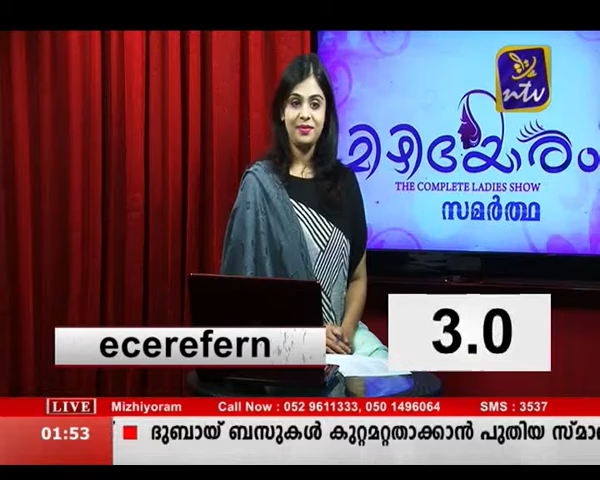 ntv
മിഴിയോരം
THE COMPLETE LADIES SHOW
സമർത്ഥ
ecerefern
3.0
LIVE Mizhiyoram Call Now : 052 9611333, 050 1496064 SMS : 3537
01:53 ദുബായ് ബസുകൾ കുറ്റമറ്റതാക്കാൻ പുതിയ